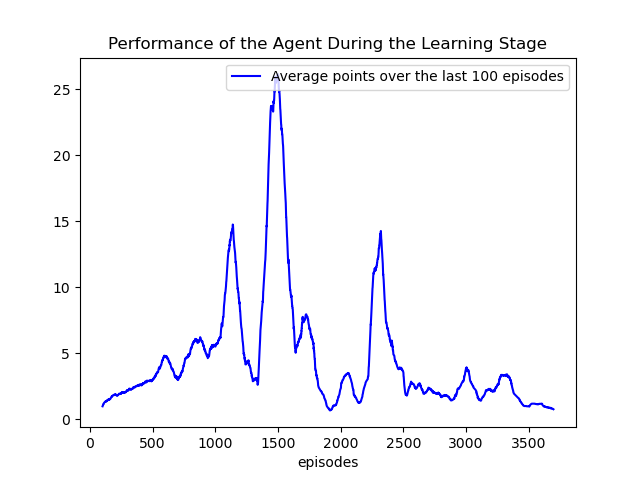 Performance of the Agent During the Learning Stage
Average points over the last 100 episodes
25
20
15
10
5
0
0 500 1000 1500 2000 2500 3000 3500
episodes